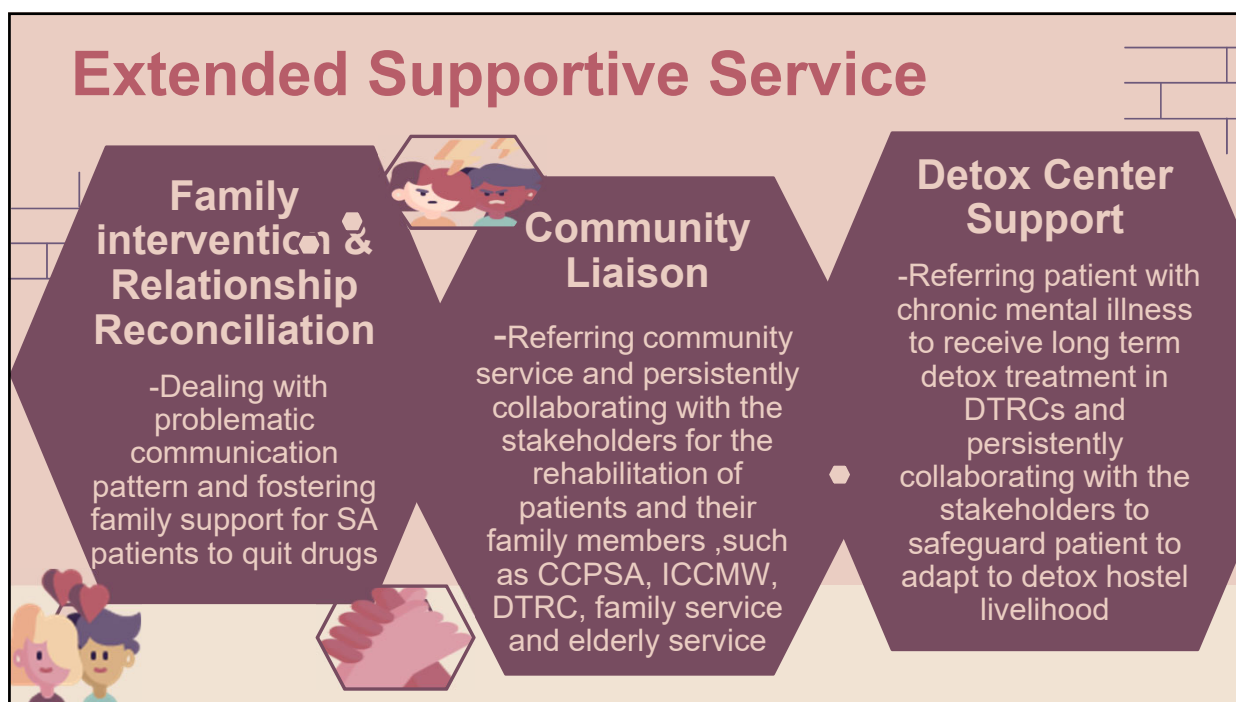 Extended Supportive Service
Family
intervention &
Relationship
Reconciliation
-Dealing with
problematic
communication
pattern and fostering
family support for SA
patients to quit drugs
Community
Liaison
-Referring community
service and persistently
collaborating with the
stakeholders for the
rehabilitation of
patients and their
family members ,such
as CCPSA, ICCMW,
DTRC, family service
and elderly service
Detox Center
Support
-Referring patient with
chronic mental illness
to receive long term
detox treatment in
DTRCs and
persistently
collaborating with the
stakeholders to
safeguard patient to
adapt to detox hostel
livelihood